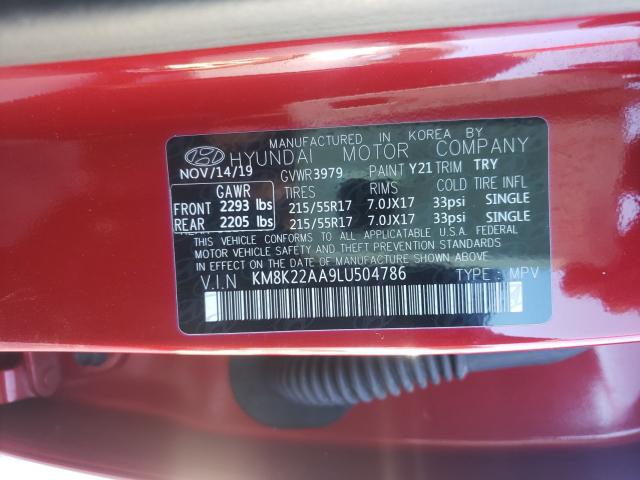 MANUFACTURED IN KOREA BY
HYUNDAI MOTOR COMPANY
NOV/14/19 GVWR 3979 PAINT Y21 TRIM TRY
GAWR TIRES RIMS COLD TIRE INFL
FRONT 2293 lbs 215/55R17 7.0JX17 33psi SINGLE
REAR 2205 lbs 215/55R17 7.0JX17 33psi SINGLE
THIS VEHICLE CONFORMS TO ALL APPLICABLE U.S.A. FEDERAL
MOTOR VEHICLE SAFETY AND THEFT PREVENTION STANDARDS
IN EFFECT ON THE DATE OF MANUFACTURE SHOWN ABOVE.
V.I.N KM8K22AA9LU504786 TYPE : MPV